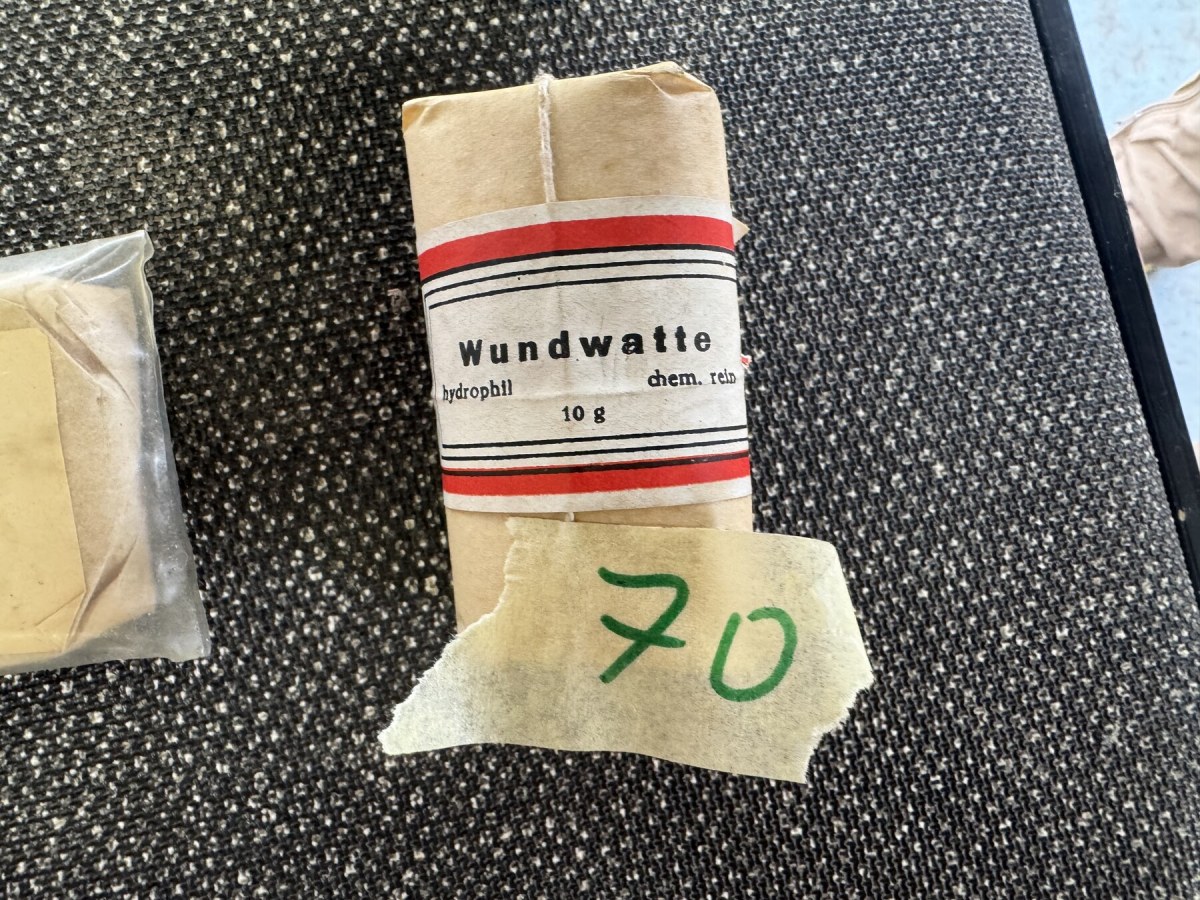 Wundwatte
hydrophil chem. rein
10 g
70